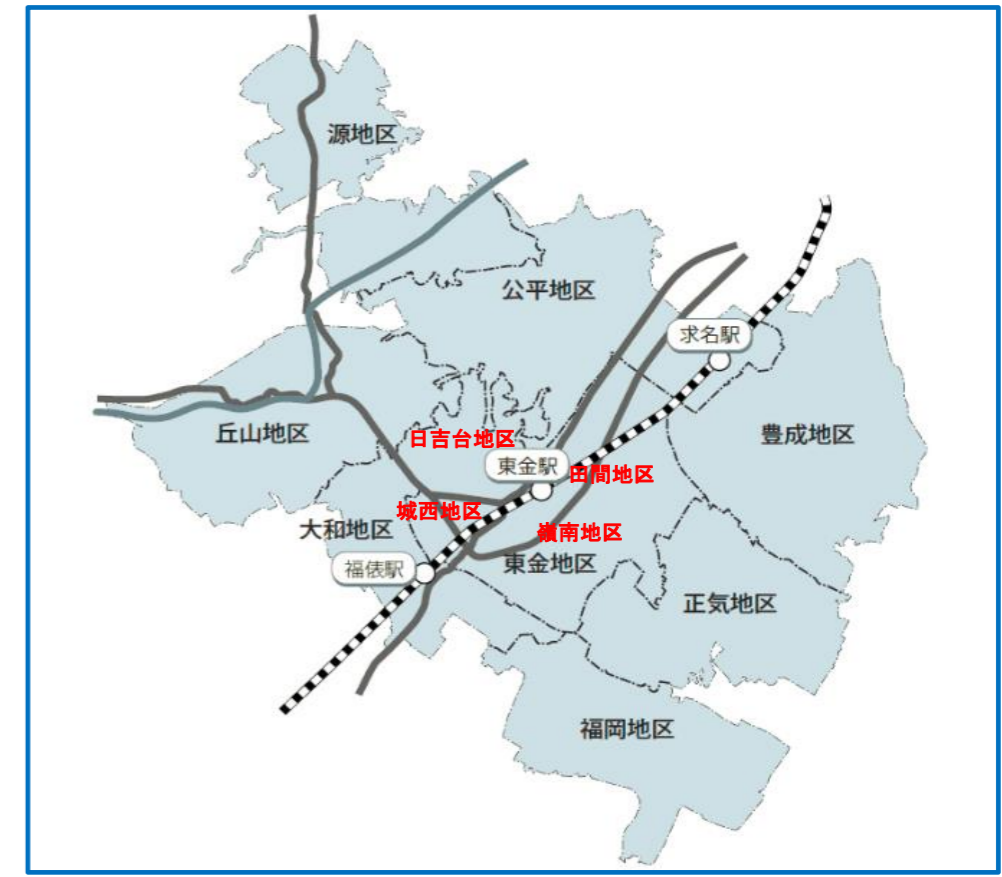 源地区
公平地区
求名駅
丘山地区
日吉台地区
豊成地区
東金駅
田間地区
城西地区
大和地区
嶺南地区
福俵駅
東金地区
正気地区
福岡地区